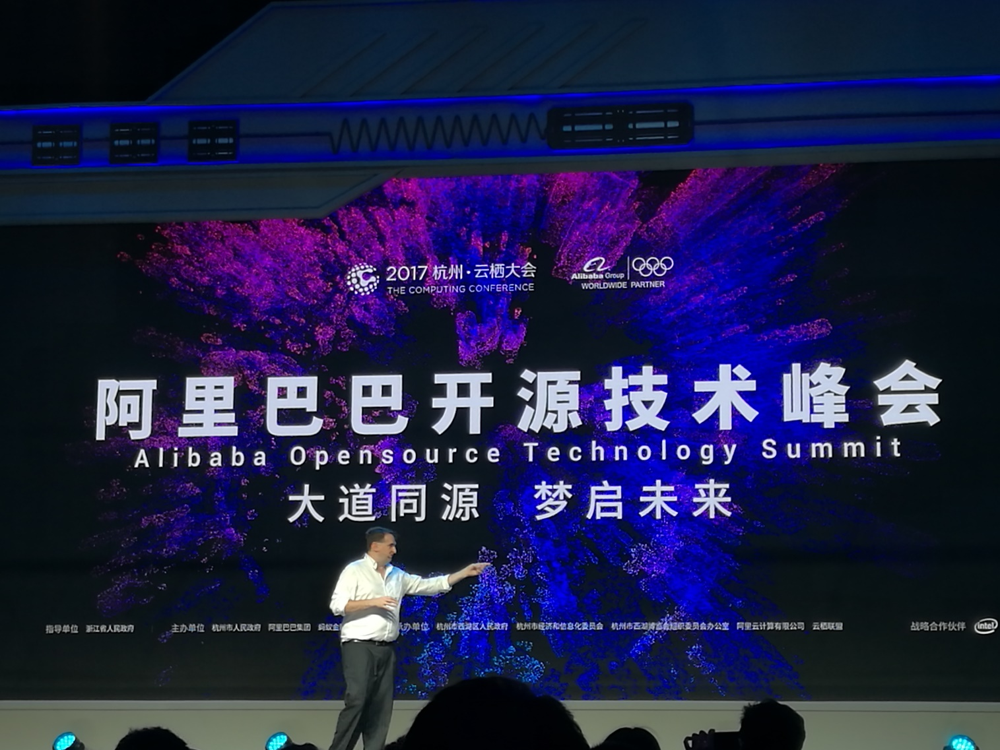 2017 杭州·云栖大会
THE COMPUTING CONFERENCE
Alibaba Group
WORLDWIDE PARTNER
阿里巴巴开源技术峰会
Alibaba Opensource Technology Summit
大道同源 梦启未来
指导单位 浙江省人民政府 主办单位 杭州市人民政府 阿里巴巴集团 蚂蚁金 办单位 杭州市西湖区人民政府 杭州市经济和信息化委员会 杭州市西湖博览会组织委员会办公室 阿里云计算有限公司 云栖联盟 战略合作伙伴 intel